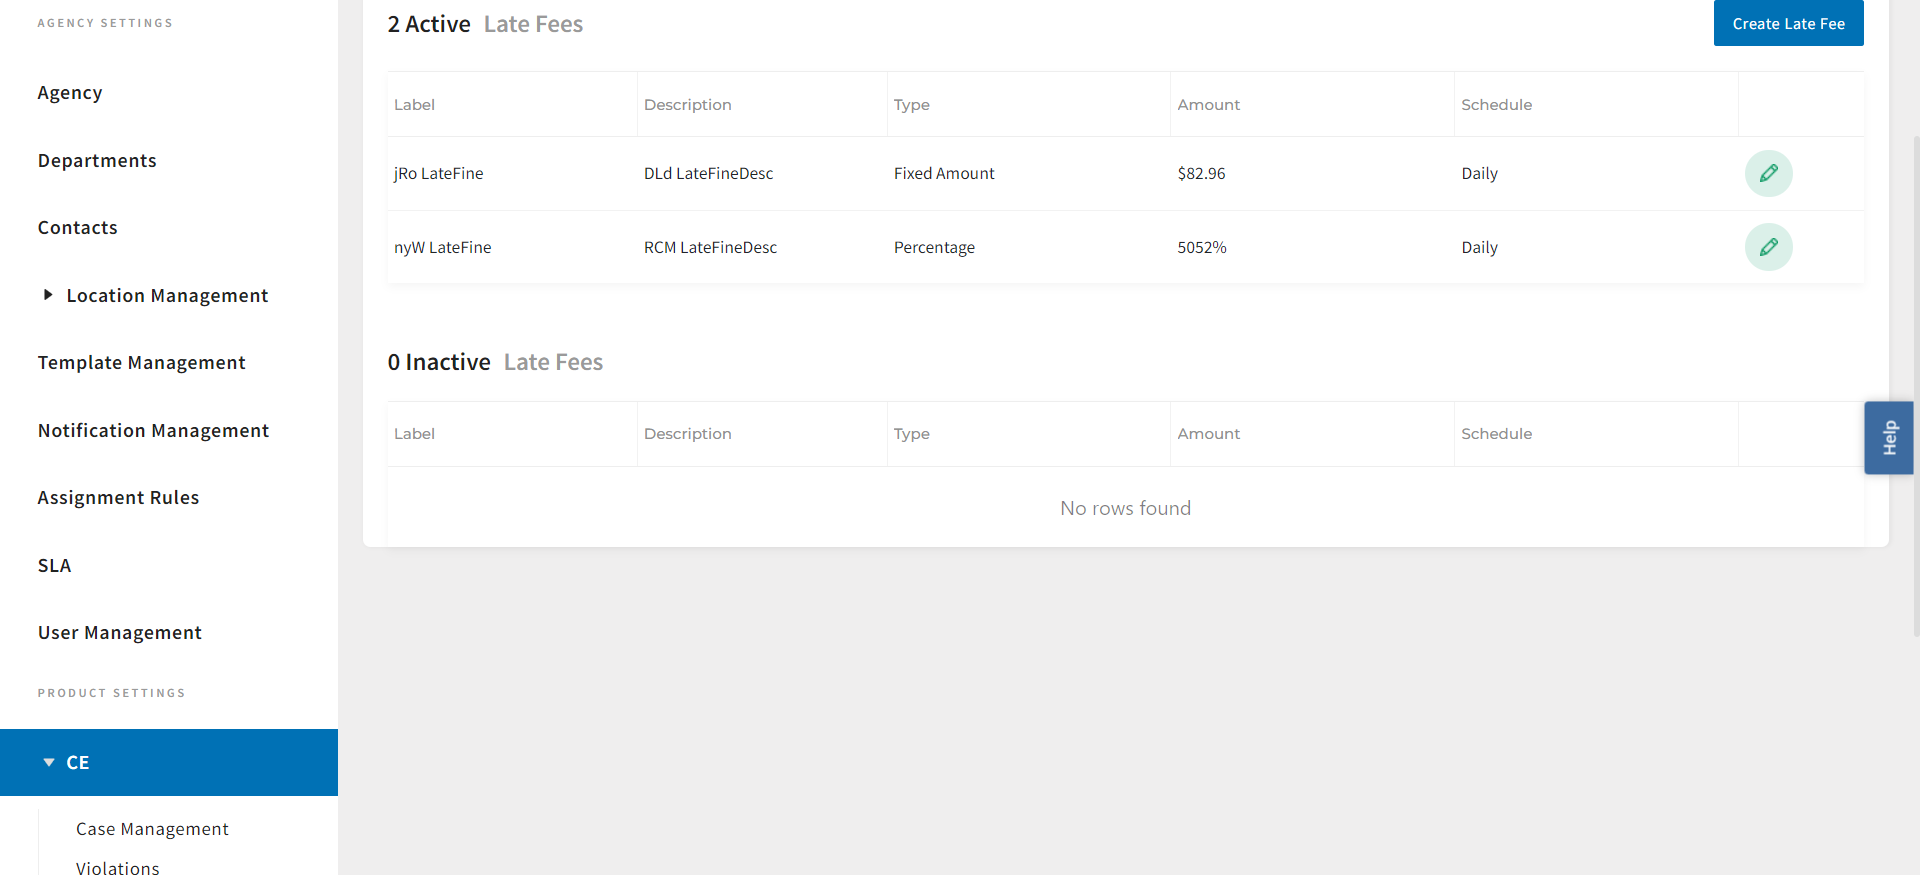 AGENCY SETTINGS
Agency
Departments
Contacts
Location Management
Template Management
Notification Management
Assignment Rules
SLA
User Management
PRODUCT SETTINGS
CE
Case Management
Violations
2 Active Late Fees
Create Late Fee
Label Description Type Amount Schedule
jRo LateFine DLd LateFineDesc Fixed Amount $82.96 Daily
nyW LateFine RCM LateFineDesc Percentage 5052% Daily
0 Inactive Late Fees
Label Description Type Amount Schedule
No rows found
Help